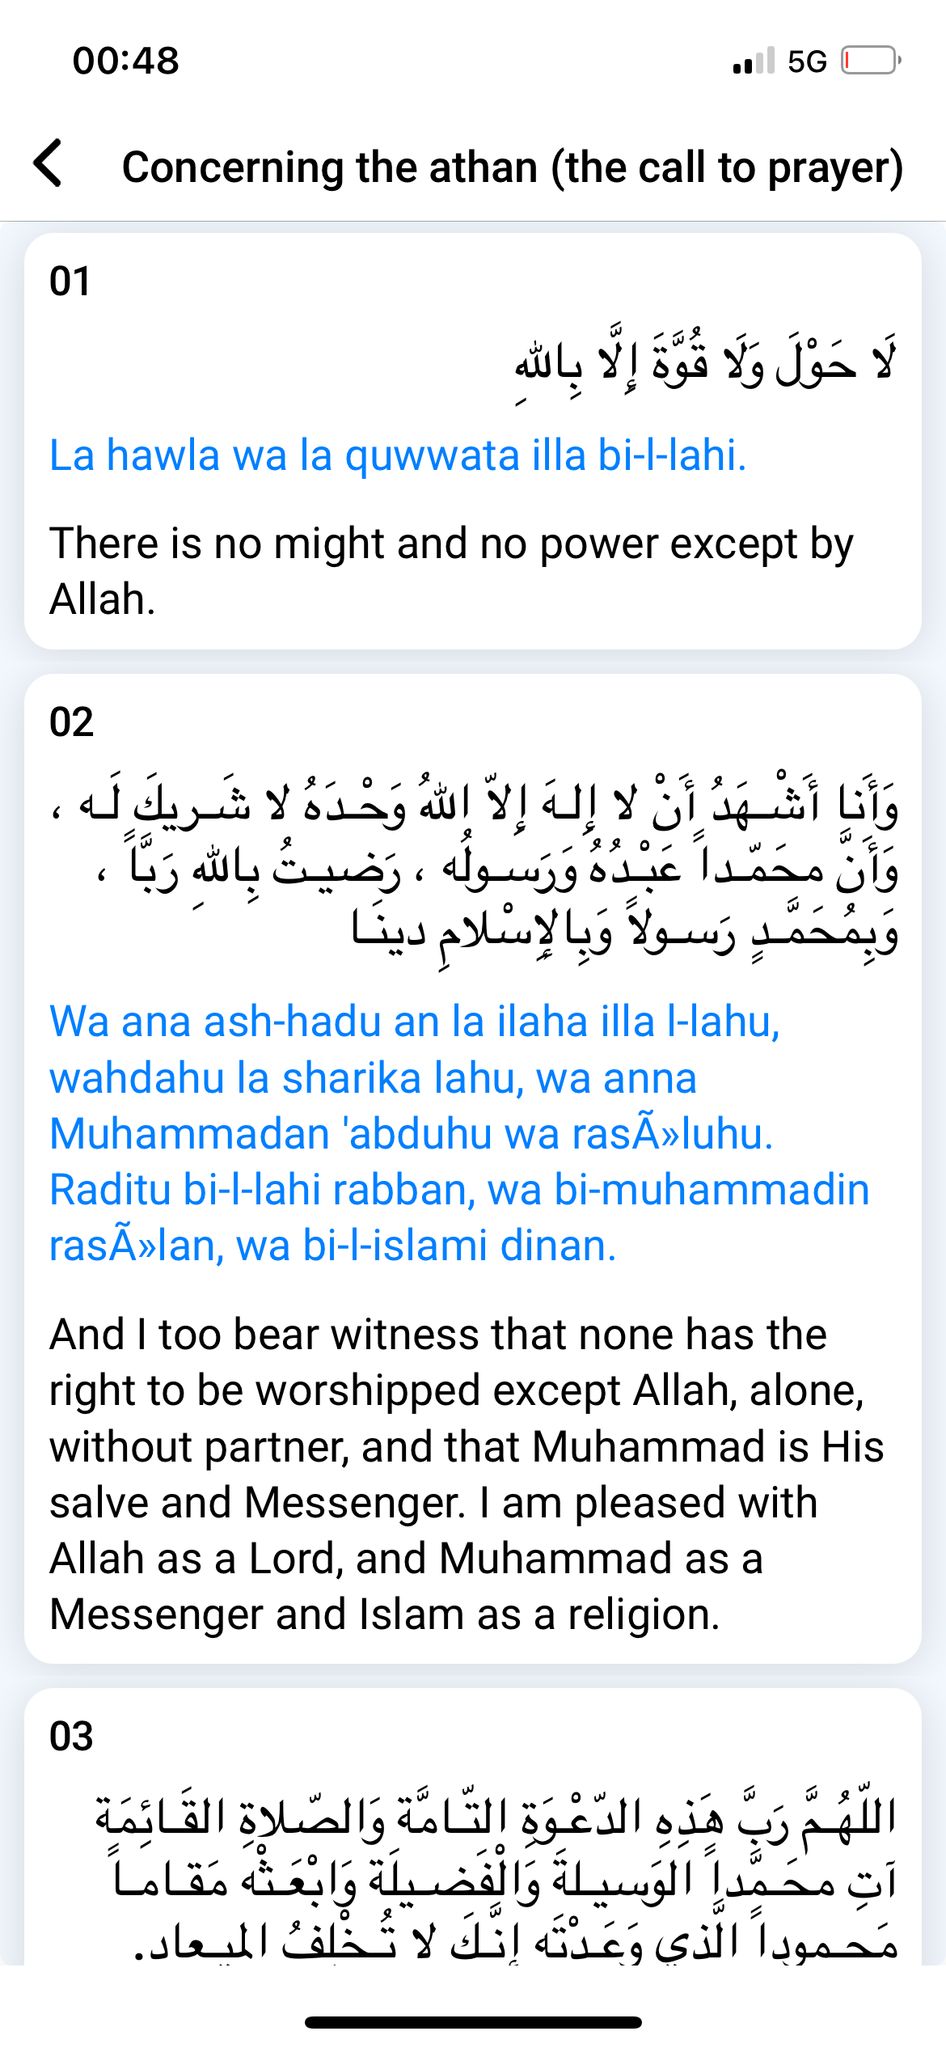 00:48
5G
Concerning the athan (the call to prayer)
01
لَا حَوْلَ وَلَا قُوَّةَ إِلَّا بِاللهِ
La hawla wa la quwwata illa bi-l-lahi.
There is no might and no power except by
Allah.
02
وَأَنا أَشْـهَدُ أَنْ لا إِلـهَ إِلاّ اللهُ وَحْـدَهُ لا شَـريكَ لَـه ،
وَأَنَّ محَمّـداً عَبْـدُهُ وَرَسـولُه ، رَضـيتُ بِاللهِ رَبَّاً ،
وَبِمُحَمَّـدٍ رَسـولاً وَبِالإِسْلامِ دينَـا
Wa ana ash-hadu an la ilaha illa l-lahu,
wahdahu la sharika lahu, wa anna
Muhammadan 'abduhu wa rasÃ»luhu.
Raditu bi-l-lahi rabban, wa bi-muhammadin
rasÃ»lan, wa bi-l-islami dinan.
And I too bear witness that none has the
right to be worshipped except Allah, alone,
without partner, and that Muhammad is His
salve and Messenger. I am pleased with
Allah as a Lord, and Muhammad as a
Messenger and Islam as a religion.
03
اللّهُـمَّ رَبَّ هَذِهِ الدّعْـوَةِ التّـامَّة وَالصّـلاةِ القَـائِمَة
آتِ محَـمَّداً الوَسيـلةَ وَالْفَضـيلَة وَابْعَـثْه مَقـامـاً
مَحـموداً الَّذي وَعَـدْتَه إِنَّـكَ لا تُـخْلِفُ الميـعاد.